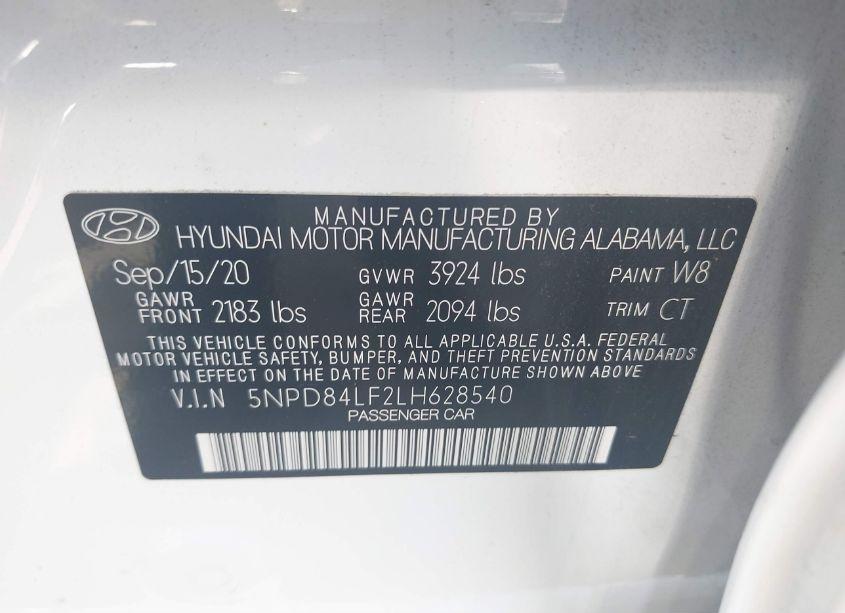 MANUFACTURED BY
HYUNDAI MOTOR MANUFACTURING ALABAMA, LLC
Sep/15/20 GVWR 3924 lbs PAINT W8
GAWR FRONT 2183 lbs GAWR REAR 2094 lbs TRIM CT
THIS VEHICLE CONFORMS TO ALL APPLICABLE U.S.A. FEDERAL
MOTOR VEHICLE SAFETY, BUMPER, AND THEFT PREVENTION STANDARDS
IN EFFECT ON THE DATE OF MANUFACTURE SHOWN ABOVE
V.I.N 5NPD84LF2LH628540
PASSENGER CAR